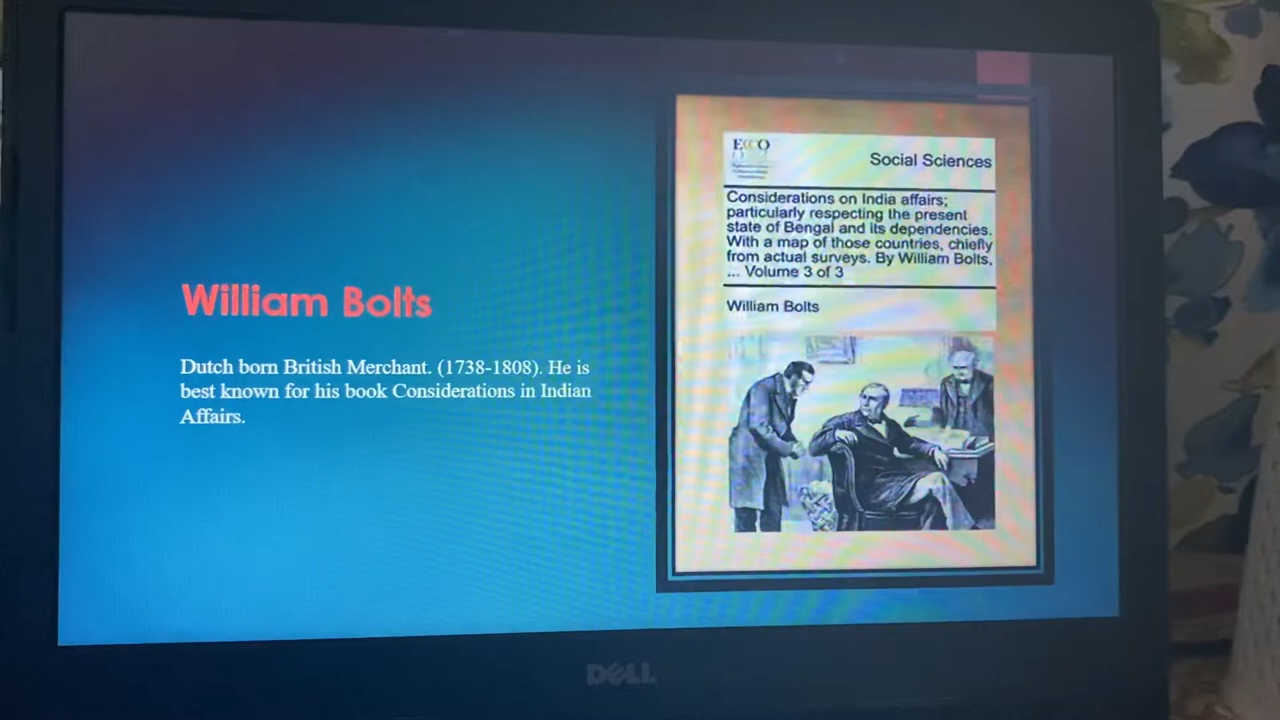 William Bolts
Dutch born British Merchant. (1738-1808). He is
best known for his book Considerations in Indian
Affairs.
ECCO
Social Sciences
Considerations on India affairs;
particularly respecting the present
state of Bengal and its dependencies.
With a map of those countries, chiefly
from actual surveys. By William Bolts,
... Volume 3 of 3
William Bolts
DELL